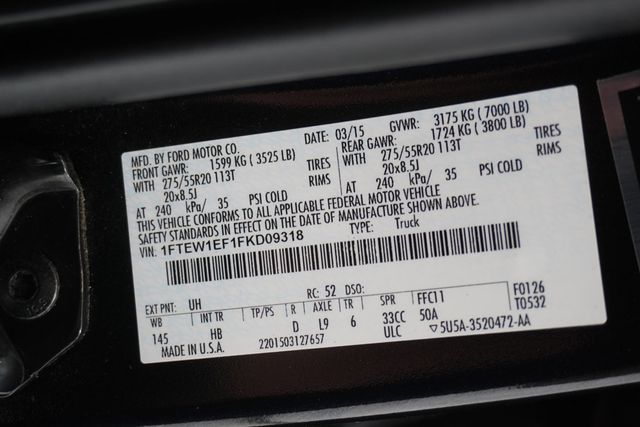 MFD. BY FORD MOTOR CO.
DATE: 03/15 GVWR: 3175 KG ( 7000 LB)
FRONT GAWR: 1599 KG ( 3525 LB)
REAR GAWR: 1724 KG ( 3800 LB)
WITH 275/55R20 113T TIRES
WITH 275/55R20 113T TIRES
20x8.5J RIMS
20x8.5J RIMS
AT 240 kPa/ 35 PSI COLD
AT 240 kPa/ 35 PSI COLD
THIS VEHICLE CONFORMS TO ALL APPLICABLE FEDERAL MOTOR VEHICLE
SAFETY STANDARDS IN EFFECT ON THE DATE OF MANUFACTURE SHOWN ABOVE.
VIN: 1FTEW1EF1FKD09318 TYPE: Truck
EXT PNT: UH RC: 52 DSO: F0126
WB INT TR TP/PS R AXLE TR SPR FFC11 T0532
145 HB D L9 6 33CC 50A
MADE IN U.S.A. 2201503127657 ULC ▽5U5A-3520472-AA